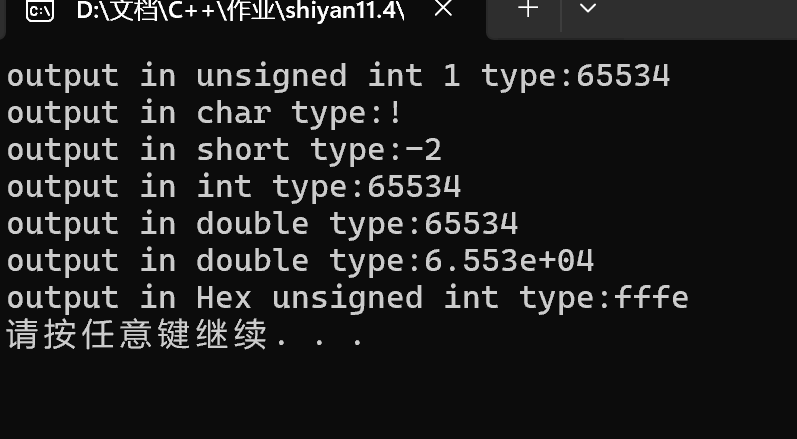 D:\文档\C++\作业\shiyan11.4\
output in unsigned int 1 type:65534
output in char type:!
output in short type:-2
output in int type:65534
output in double type:65534
output in double type:6.553e+04
output in Hex unsigned int type:fffe
请按任意键继续. . .